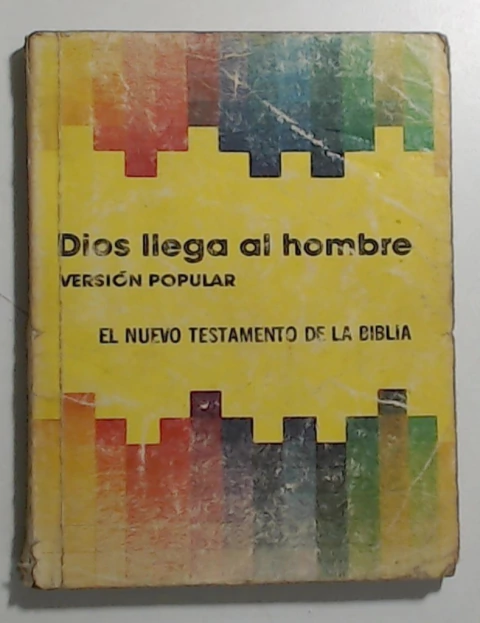 Dios llega al hombre
VERSIÓN POPULAR
EL NUEVO TESTAMENTO DE LA BIBLIA